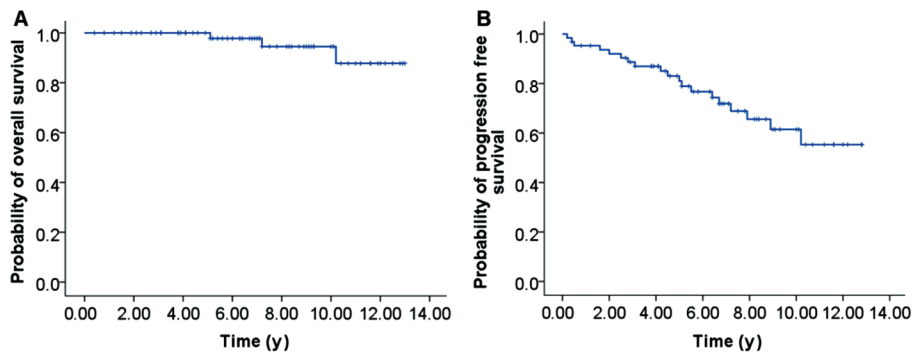 A
Probability of overall survival
1.0
0.8
0.6
0.4
0.2
0.0
0.00 2.00 4.00 6.00 8.00 10.00 12.00 14.00
Time (y)
B
Probability of progression free
survival
1.0
0.8
0.6
0.4
0.2
0.0
0.00 2.00 4.00 6.00 8.00 10.00 12.00 14.00
Time (y)